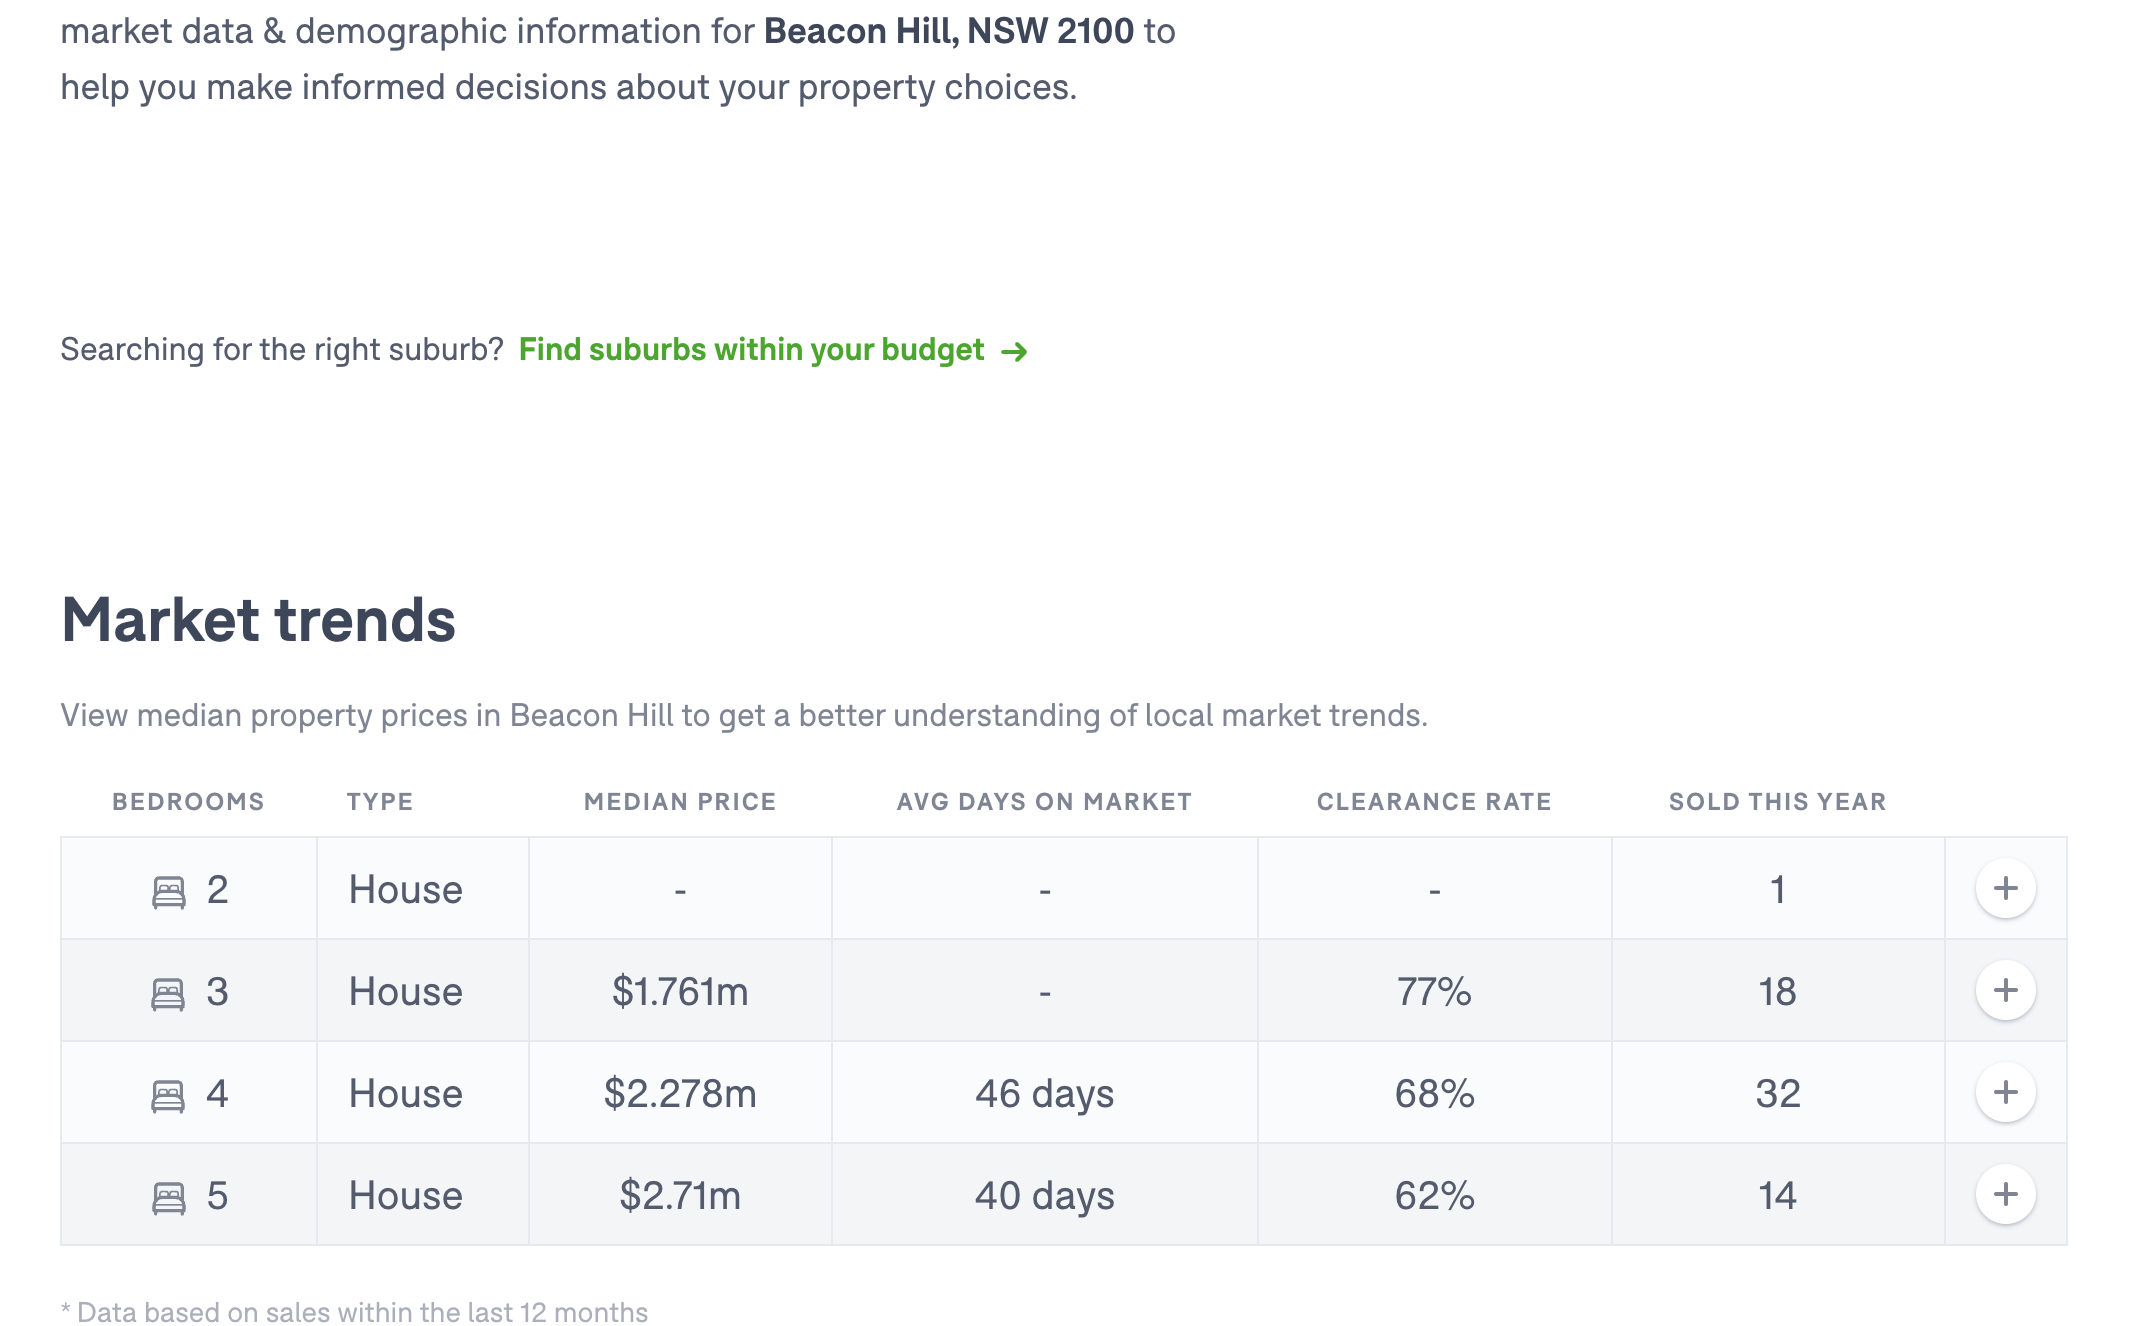 market data & demographic information for Beacon Hill, NSW 2100 to
help you make informed decisions about your property choices.
Searching for the right suburb? Find suburbs within your budget →
Market trends
View median property prices in Beacon Hill to get a better understanding of local market trends.
BEDROOMS TYPE MEDIAN PRICE AVG DAYS ON MARKET CLEARANCE RATE SOLD THIS YEAR
2 House - - - 1 +
3 House $1.761m - 77% 18 +
4 House $2.278m 46 days 68% 32 +
5 House $2.71m 40 days 62% 14 +
* Data based on sales within the last 12 months